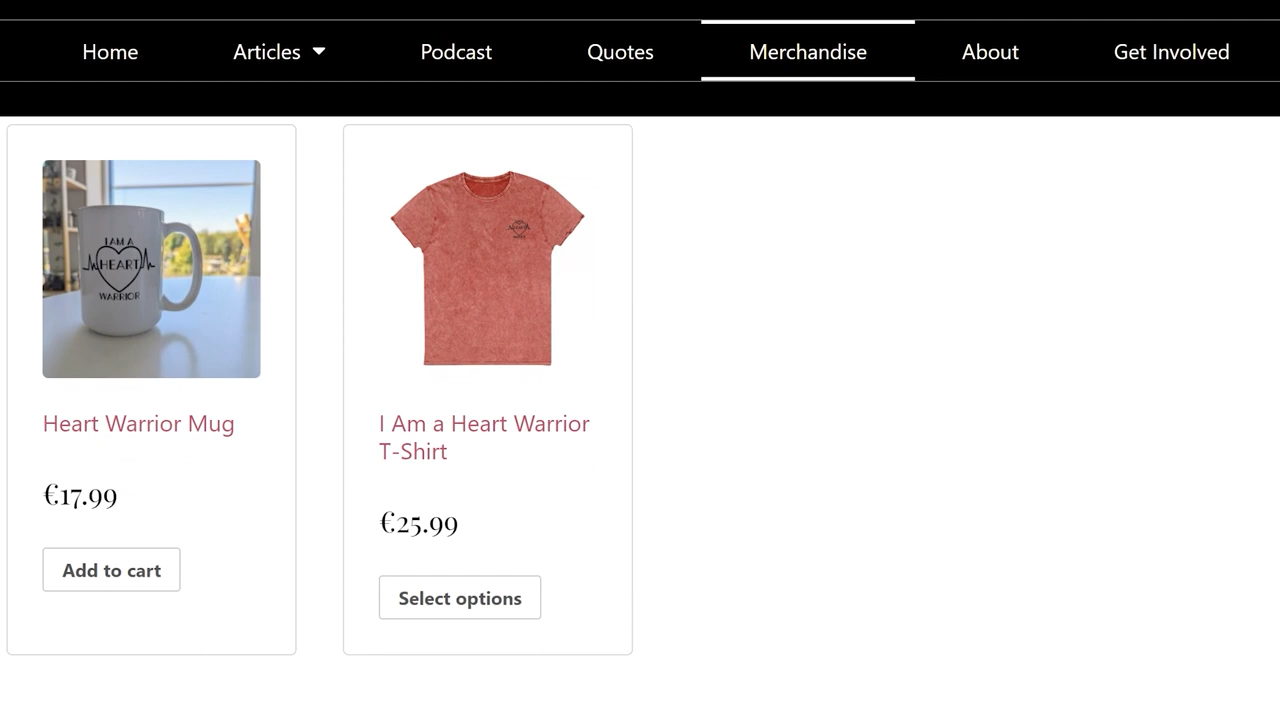 Home Articles Podcast Quotes Merchandise About Get Involved
I AM A
HEART
WARRIOR
Heart Warrior Mug
€17.99
Add to cart
I Am a Heart Warrior
T-Shirt
€25.99
Select options